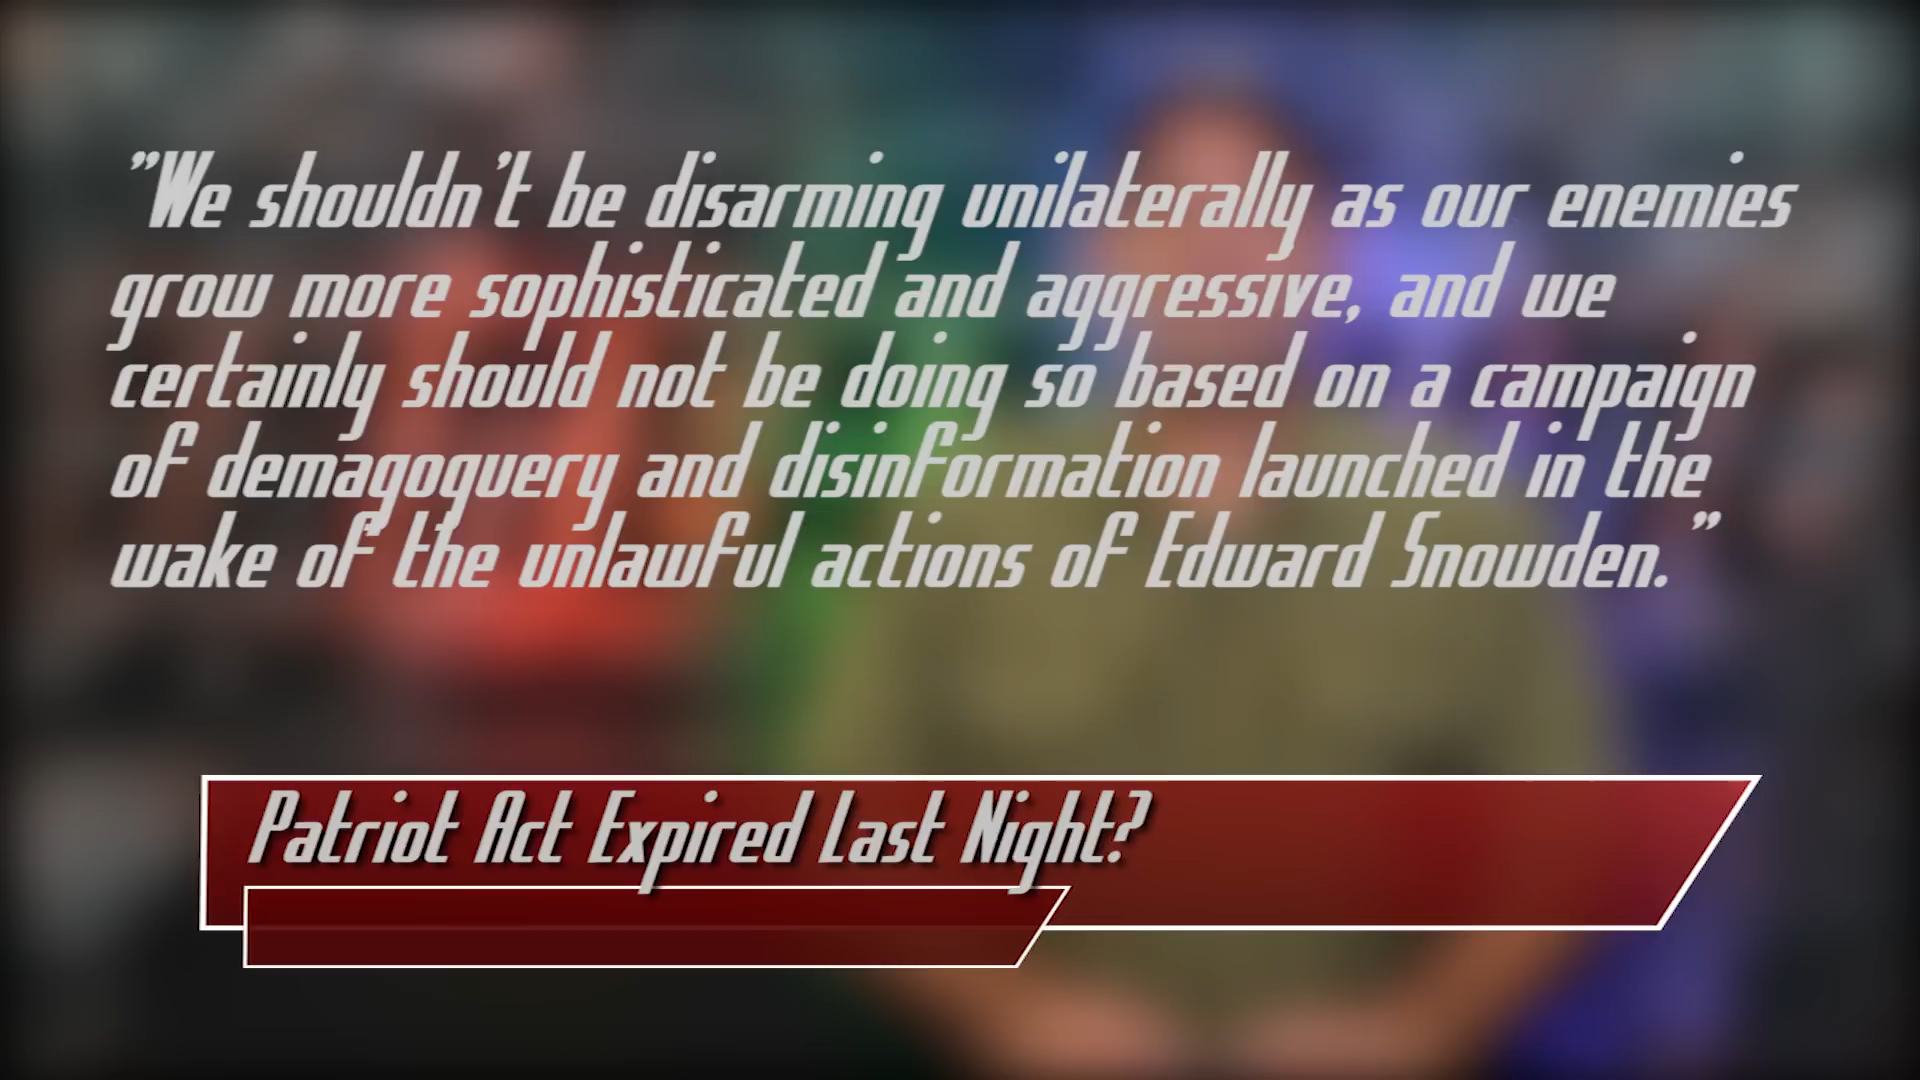 "We shouldn't be disarming unilaterally as our enemies
grow more sophisticated and aggressive, and we
certainly should not be doing so based on a campaign
of demagoguery and disinformation launched in the
wake of the unlawful actions of Edward Snowden."
Patriot Act Expired Last Night?